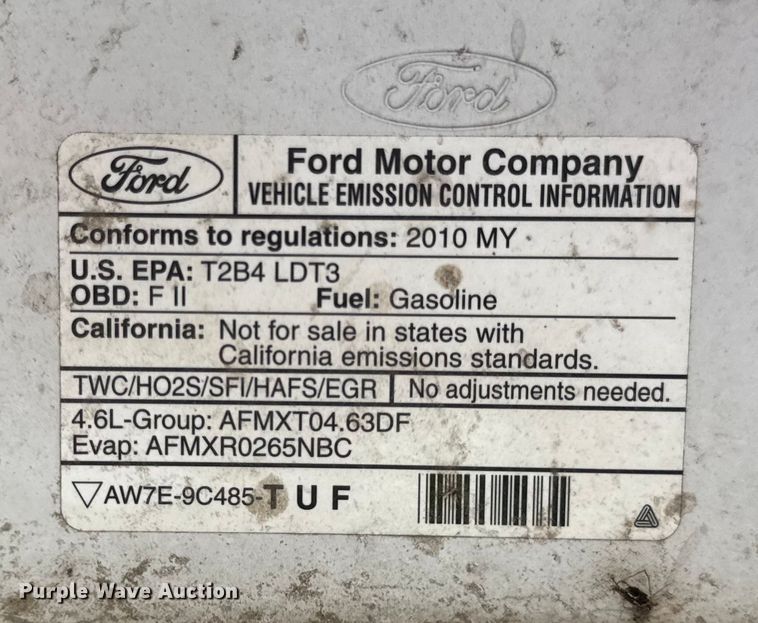 Ford
Ford
Ford Motor Company
VEHICLE EMISSION CONTROL INFORMATION
Conforms to regulations: 2010 MY
U.S. EPA: T2B4 LDT3
OBD: F II Fuel: Gasoline
California: Not for sale in states with
California emissions standards.
TWC/HO2S/SFI/HAFS/EGR No adjustments needed.
4.6L-Group: AFMXT04.63DF
Evap: AFMXR0265NBC
AW7E-9C485-TUF
Purple Wave Auction